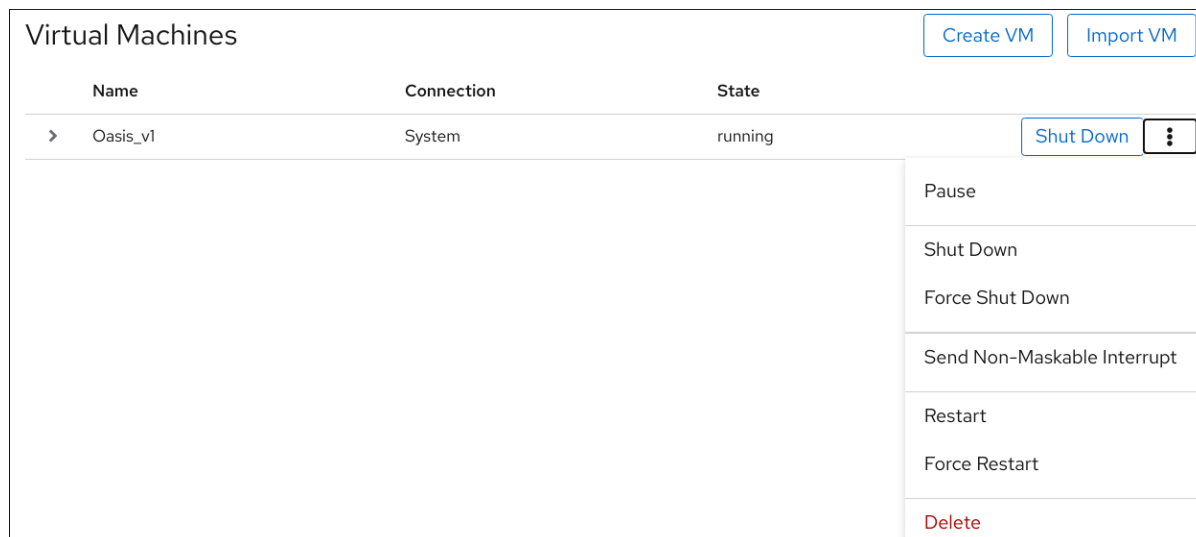 Virtual Machines
Create VM
Import VM
Name Connection State
Oasis_v1 System running Shut Down
Pause
Shut Down
Force Shut Down
Send Non-Maskable Interrupt
Restart
Force Restart
Delete